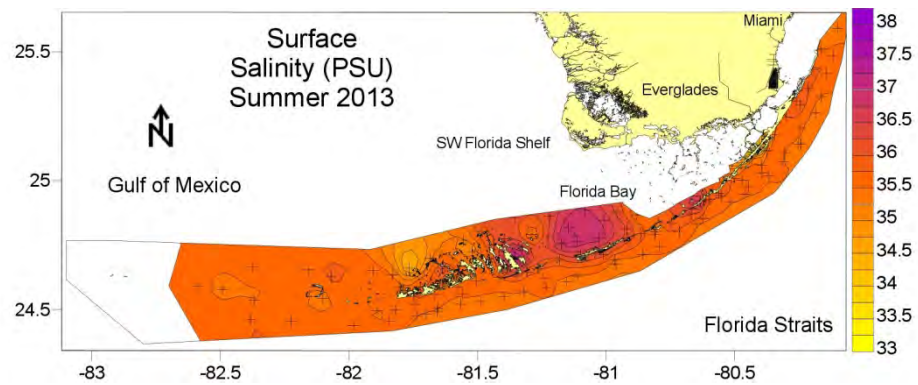 Surface
Salinity (PSU)
Summer 2013
N
Gulf of Mexico
Miami
Everglades
SW Florida Shelf
Florida Bay
Florida Straits
25.5
25
24.5
-83
-82.5
-82
-81.5
-81
-80.5
38
37.5
37
36.5
36
35.5
35
34.5
34
33.5
33